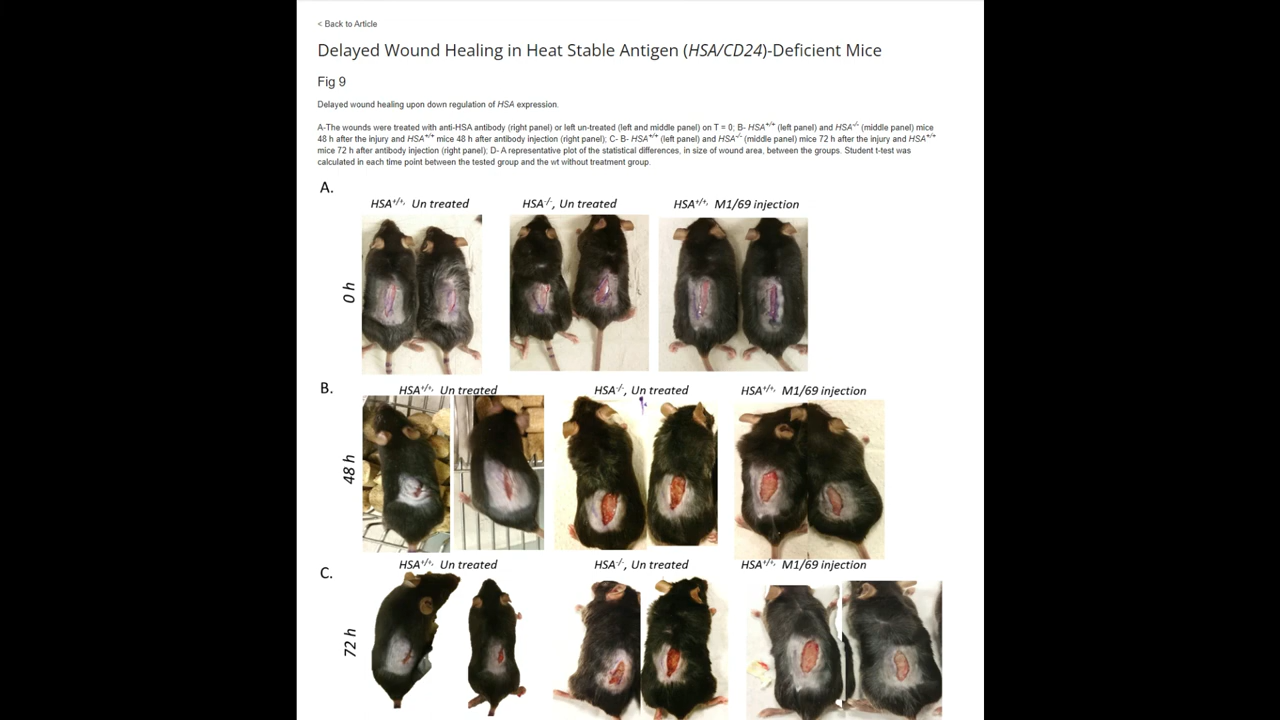 < Back to Article
Delayed Wound Healing in Heat Stable Antigen (HSA/CD24)-Deficient Mice
Fig 9
Delayed wound healing upon down regulation of HSA expression.
A-The wounds were treated with anti-HSA antibody (right panel) or left un-treated (left and middle panel) on T = 0; B- HSA+/+ (left panel) and HSA-/- (middle panel) mice
48 h after the injury and HSA+/+ mice 48 h after antibody injection (right panel); C- B- HSA+/+ (left panel) and HSA-/- (middle panel) mice 72 h after the injury and HSA+/+
mice 72 h after antibody injection (right panel); D- A representative plot of the statistical differences, in size of wound area, between the groups. Student t-test was
calculated in each time point between the tested group and the wt without treatment group.
A.
HSA+/+, Un treated HSA-/-, Un treated HSA+/+, M1/69 injection
0 h
B.
HSA+/+, Un treated HSA-/-, Un treated HSA+/+, M1/69 injection
48 h
C.
HSA+/+, Un treated HSA-/-, Un treated HSA+/+, M1/69 injection
72 h